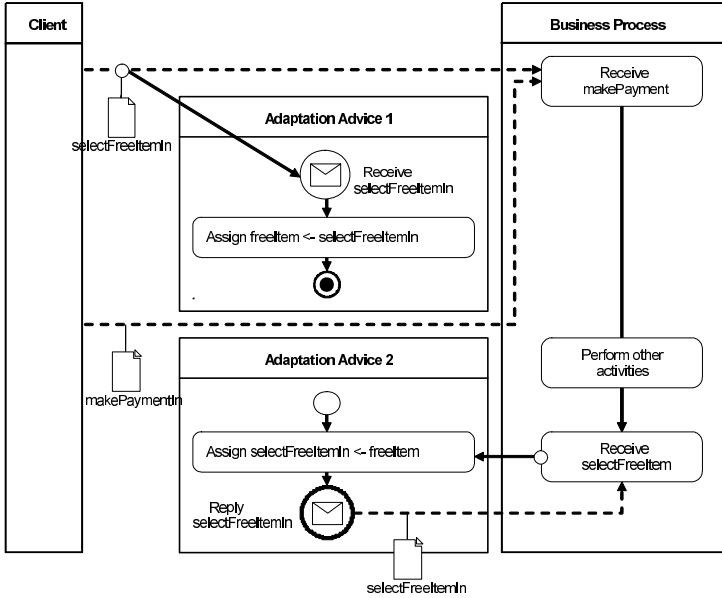 Client
Business Process
Receive
makePayment
selectFreeItemIn
Adaptation Advice 1
Receive
selectFreeItemIn
Assign freeItem <- selectFreeItemIn
makePaymentIn
Adaptation Advice 2
Perform other
activities
Assign selectFreeItemIn <- freeItem
Receive
selectFreeItem
Reply
selectFreeItemIn
selectFreeItemIn